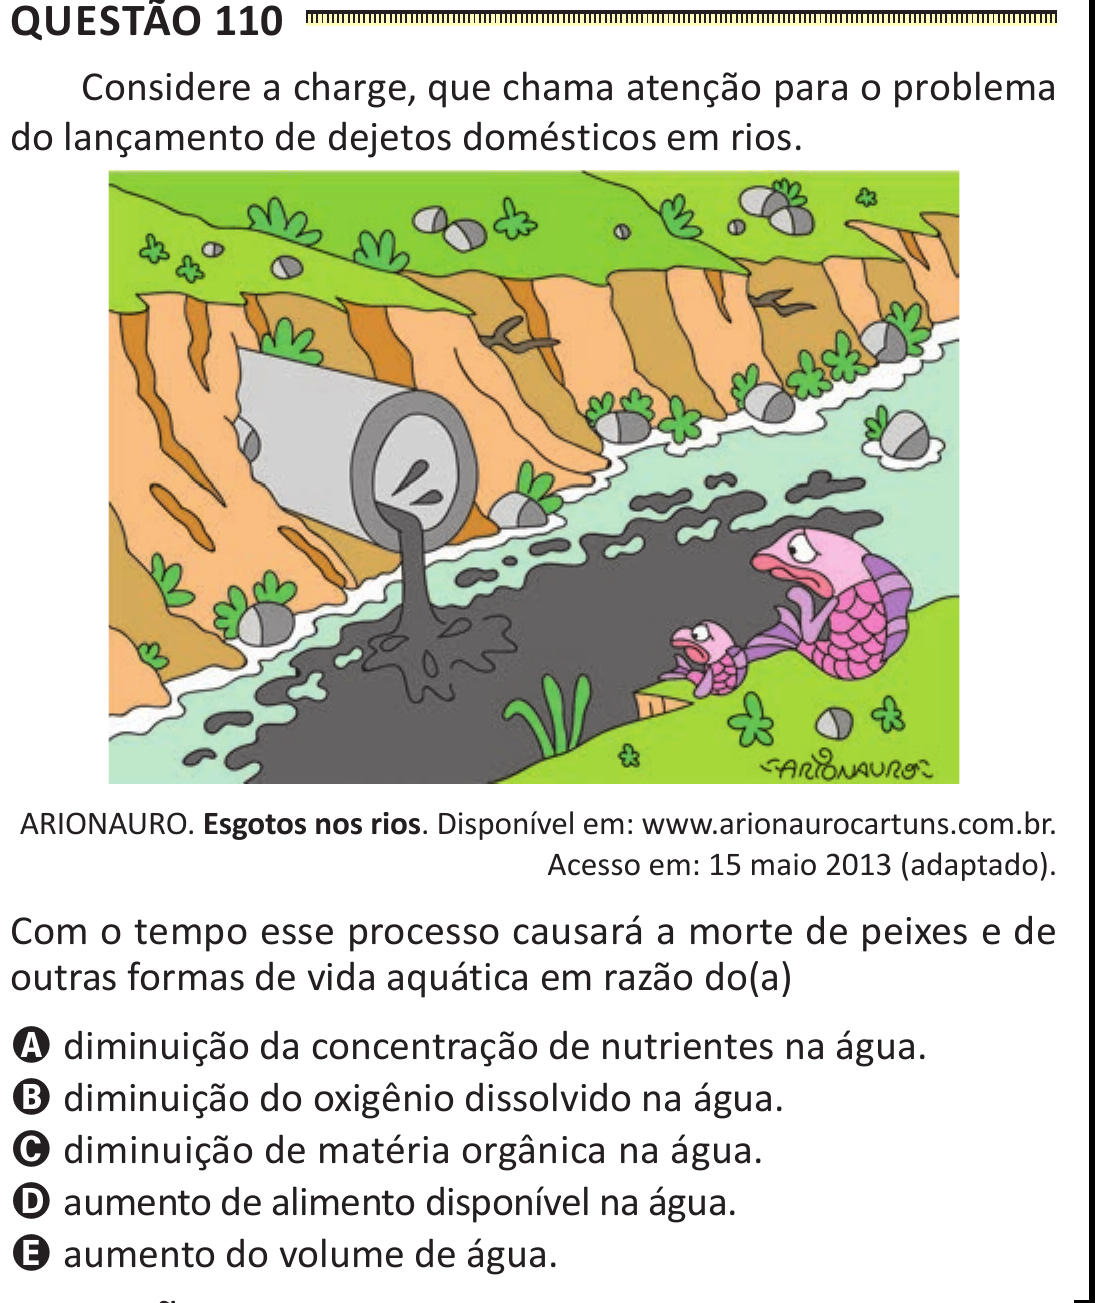 QUESTÃO 110
Considere a charge, que chama atenção para o problema
do lançamento de dejetos domésticos em rios.
ARIONAURO
ARIONAURO. Esgotos nos rios. Disponível em: www.arionaurocartuns.com.br.
Acesso em: 15 maio 2013 (adaptado).
Com o tempo esse processo causará a morte de peixes e de
outras formas de vida aquática em razão do(a)
A diminuição da concentração de nutrientes na água.
B diminuição do oxigênio dissolvido na água.
C diminuição de matéria orgânica na água.
D aumento de alimento disponível na água.
E aumento do volume de água.